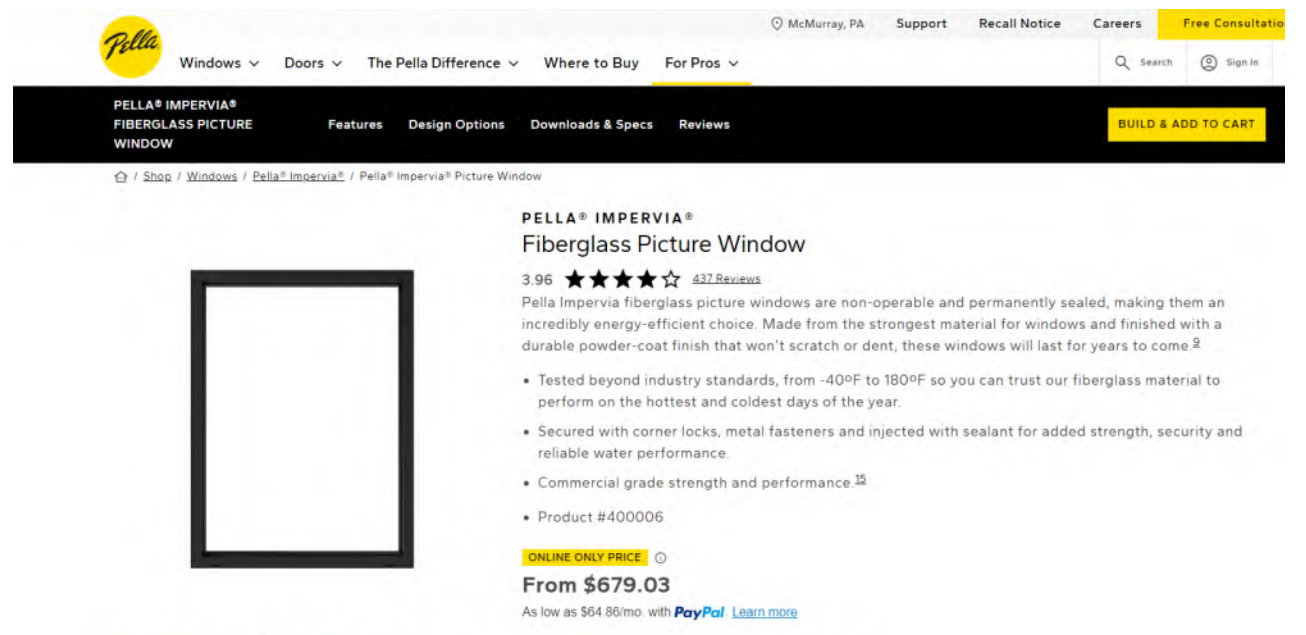 McMurray, PA Support Recall Notice Careers Free Consultatio
Pella
Windows Doors The Pella Difference Where to Buy For Pros Search Sign In
PELLA® IMPERVIA®
FIBERGLASS PICTURE
WINDOW
Features Design Options Downloads & Specs Reviews
BUILD & ADD TO CART
/ Shop / Windows / Pella® Impervia® / Pella® Impervia® Picture Window
PELLA® IMPERVIA®
Fiberglass Picture Window
3.96 437 Reviews
Pella Impervia fiberglass picture windows are non-operable and permanently sealed, making them an
incredibly energy-efficient choice. Made from the strongest material for windows and finished with a
durable powder-coat finish that won't scratch or dent, these windows will last for years to come.9
• Tested beyond industry standards, from -40ºF to 180ºF so you can trust our fiberglass material to
perform on the hottest and coldest days of the year.
• Secured with corner locks, metal fasteners and injected with sealant for added strength, security and
reliable water performance.
• Commercial grade strength and performance.15
• Product #400006
ONLINE ONLY PRICE
From $679.03
As low as $64.86/mo. with PayPal. Learn more